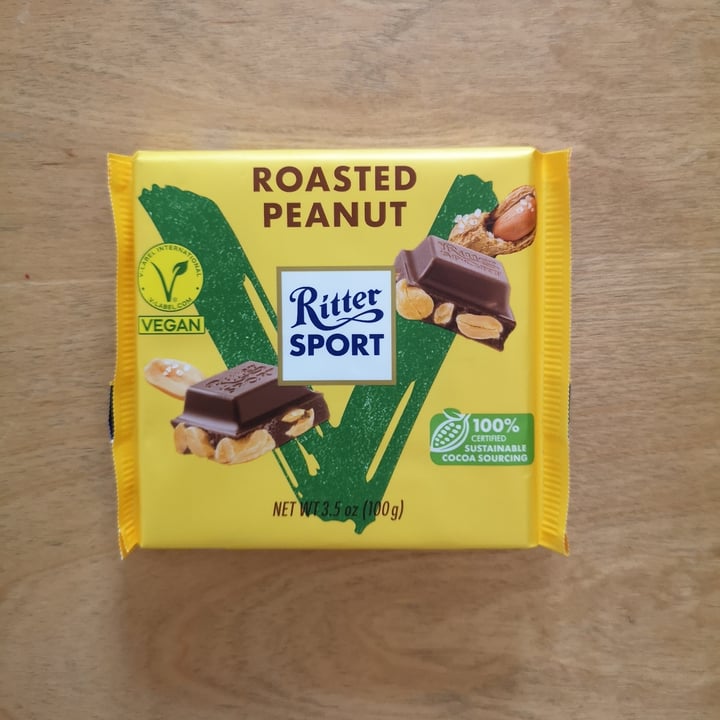 ROASTED
PEANUT
V-LABEL INTERNATIONAL
V-LABEL.COM
VEGAN
Ritter
SPORT
100%
CERTIFIED
SUSTAINABLE
COCOA SOURCING
NET WT 3.5 oz (100g)